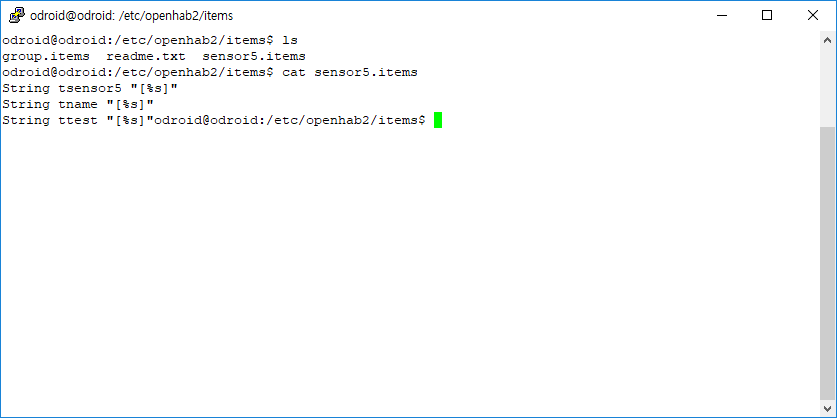 odroid@odroid: /etc/openhab2/items
odroid@odroid:/etc/openhab2/items$ ls
group.items  readme.txt  sensor5.items
odroid@odroid:/etc/openhab2/items$ cat sensor5.items
String tsensor5 "[%s]"
String tname "[%s]"
String ttest "[%s]"odroid@odroid:/etc/openhab2/items$